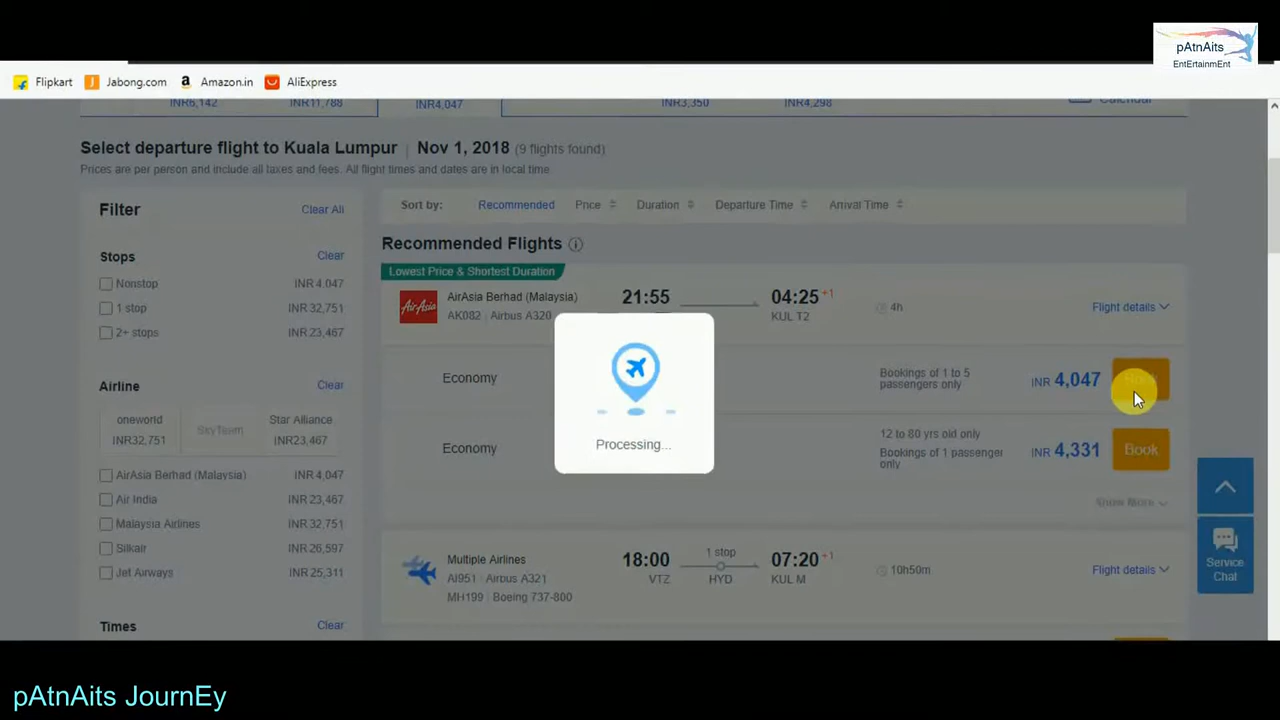 pAtnAits
EntErtainmEnt
Flipkart Jabong.com Amazon.in AliExpress
INR6,142 INR11,788 INR4,047 INR3,350 INR4,298 Calendar
Select departure flight to Kuala Lumpur | Nov 1, 2018 (9 flights found)
Prices are per person and include all taxes and fees. All flight times and dates are in local time
Filter Clear All
Stops Clear
Nonstop INR 4,047
1 stop INR 32,751
2+ stops INR 23,467
Airline Clear
oneworld SkyTeam Star Alliance
INR32,751 INR23,467
AirAsia Berhad (Malaysia) INR 4,047
Air India INR 23,467
Malaysia Airlines INR 32,751
Silkair INR 26,597
Jet Airways INR 25,311
Times Clear
Sort by: Recommended Price Duration Departure Time Arrival Time
Recommended Flights
Lowest Price & Shortest Duration
AirAsia AirAsia Berhad (Malaysia) 21:55 04:25 +1 4h Flight details
AK082 | Airbus A320 KUL T2
Economy Bookings of 1 to 5 passengers only INR 4,047
Processing...
Economy 12 to 80 yrs old only INR 4,331 Book
Bookings of 1 passenger only
Show More
Multiple Airlines 18:00 1 stop 07:20 +1 10h50m Flight details
AI951 | Airbus A321 VTZ HYD KUL M
MH199 | Boeing 737-800
Service
Chat
pAtnAits JournEy